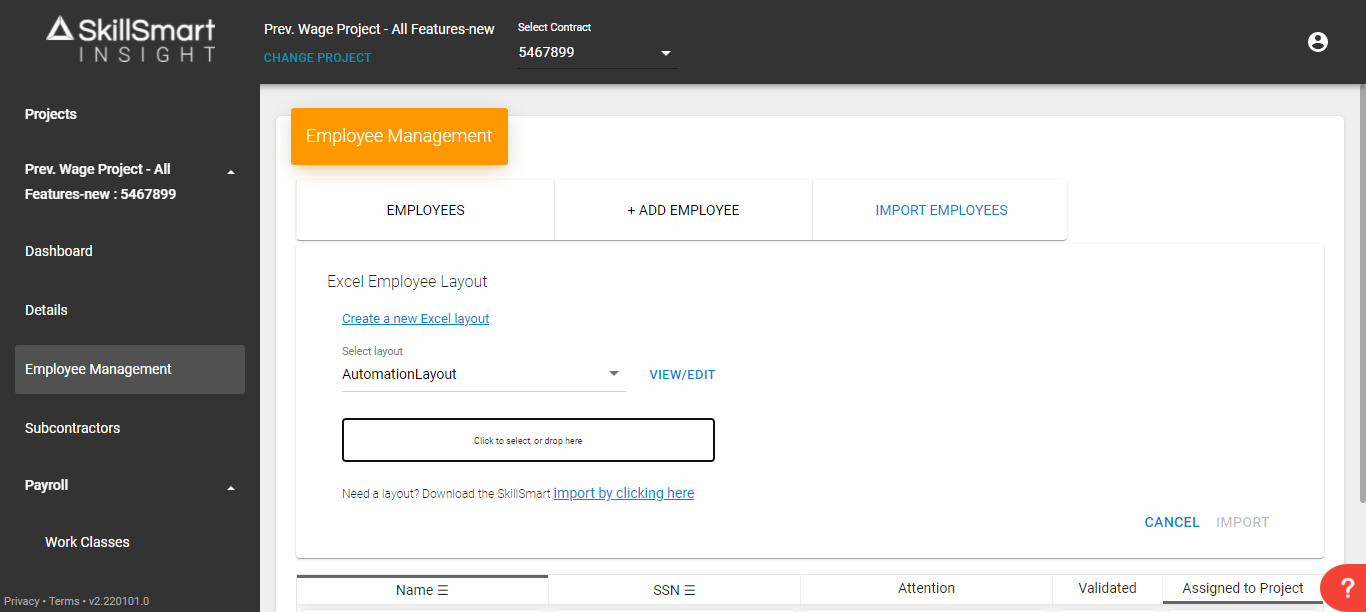 SkillSmart
INSIGHT
Prev. Wage Project - All Features-new
CHANGE PROJECT
Select Contract
5467899
Projects
Prev. Wage Project - All
Features-new : 5467899
Dashboard
Details
Employee Management
Subcontractors
Payroll
Work Classes
Privacy • Terms • v2.220101.0
Employee Management
EMPLOYEES
+ ADD EMPLOYEE
IMPORT EMPLOYEES
Excel Employee Layout
Create a new Excel layout
Select layout
AutomationLayout
VIEW/EDIT
Click to select, or drop here
Need a layout? Download the SkillSmart import by clicking here
CANCEL IMPORT
Name ☰ SSN ☰ Attention Validated Assigned to Project
?